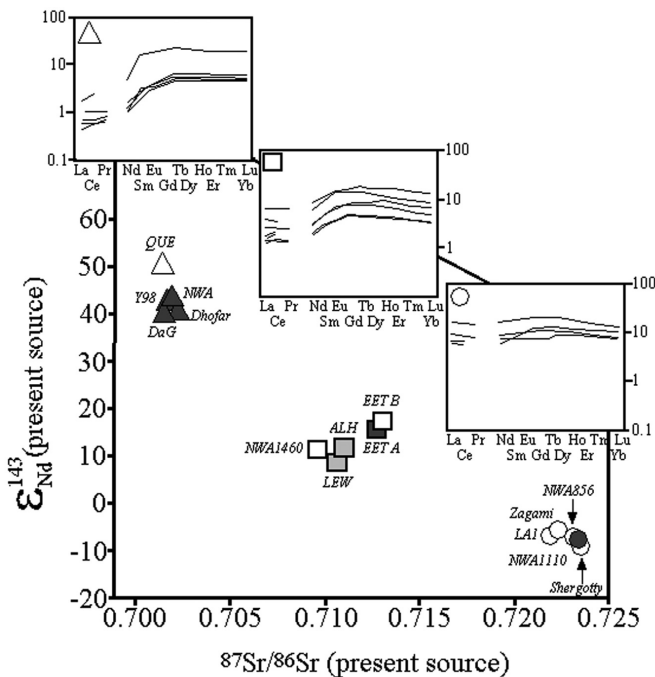 100
10
1
0.1
La Pr Nd Eu Tb Ho Tm Lu
Ce Sm Gd Dy Er Yb
100
10
1
La Pr Nd Eu Tb Ho Tm Lu
Ce Sm Gd Dy Er Yb
100
10
1
0.1
La Pr Nd Eu Tb Ho Tm Lu
Ce Sm Gd Dy Er Yb
60
50
40
30
20
10
0
-10
-20
ε143Nd (present source)
QUE
Y98 NWA
DaG Dhofar
EET B
ALH
NWA1460 EET A
LEW
NWA856
Zagami
LA1
NWA1110
Shergotty
0.700 0.705 0.710 0.715 0.720 0.725
87Sr/86Sr (present source)